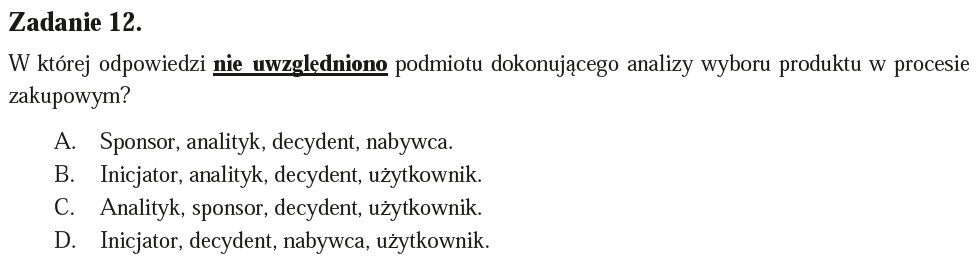 Zadanie 12.
W której odpowiedzi nie uwzględniono podmiotu dokonującego analizy wyboru produktu w procesie
zakupowym?
A. Sponsor, analityk, decydent, nabywca.
B. Inicjator, analityk, decydent, użytkownik.
C. Analityk, sponsor, decydent, użytkownik.
D. Inicjator, decydent, nabywca, użytkownik.